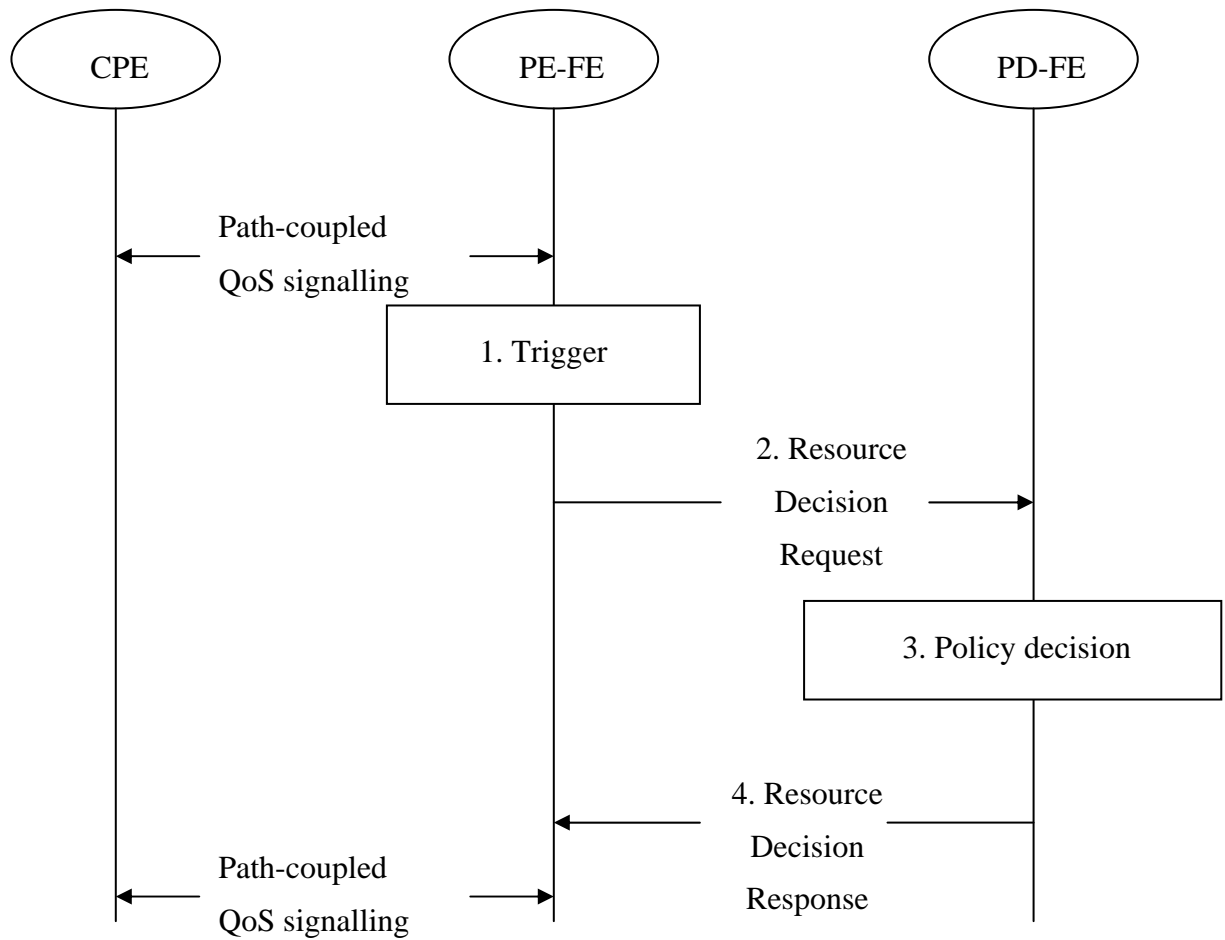 CPE
PE-FE
PD-FE
Path-coupled
QoS signalling
1. Trigger
2. Resource
Decision
Request
3. Policy decision
4. Resource
Decision
Response
Path-coupled
QoS signalling